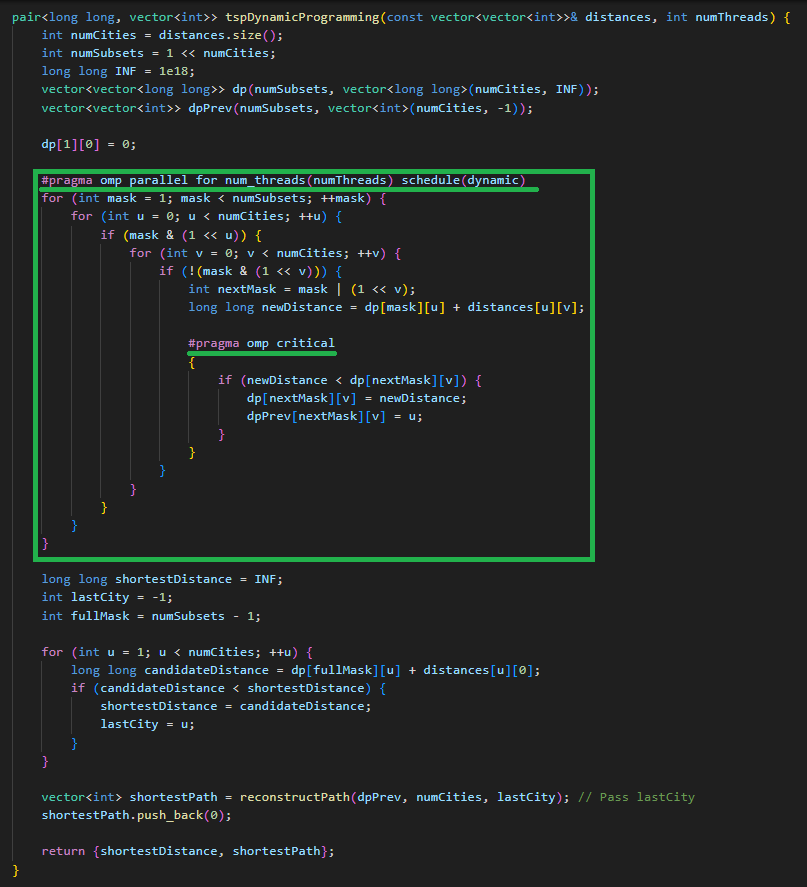 pair<long long, vector<int>> tspDynamicProgramming(const vector<vector<int>>& distances, int numThreads) {
    int numCities = distances.size();
    int numSubsets = 1 << numCities;
    long long INF = 1e18;
    vector<vector<long long>> dp(numSubsets, vector<long long>(numCities, INF));
    vector<vector<int>> dpPrev(numSubsets, vector<int>(numCities, -1));

    dp[1][0] = 0;

    #pragma omp parallel for num_threads(numThreads) schedule(dynamic)
    for (int mask = 1; mask < numSubsets; ++mask) {
        for (int u = 0; u < numCities; ++u) {
            if (mask & (1 << u)) {
                for (int v = 0; v < numCities; ++v) {
                    if (!(mask & (1 << v))) {
                        int nextMask = mask | (1 << v);
                        long long newDistance = dp[mask][u] + distances[u][v];

                        #pragma omp critical
                        {
                            if (newDistance < dp[nextMask][v]) {
                                dp[nextMask][v] = newDistance;
                                dpPrev[nextMask][v] = u;
                            }
                        }
                    }
                }
            }
        }
    }

    long long shortestDistance = INF;
    int lastCity = -1;
    int fullMask = numSubsets - 1;

    for (int u = 1; u < numCities; ++u) {
        long long candidateDistance = dp[fullMask][u] + distances[u][0];
        if (candidateDistance < shortestDistance) {
            shortestDistance = candidateDistance;
            lastCity = u;
        }
    }

    vector<int> shortestPath = reconstructPath(dpPrev, numCities, lastCity); // Pass lastCity
    shortestPath.push_back(0);

    return {shortestDistance, shortestPath};
}